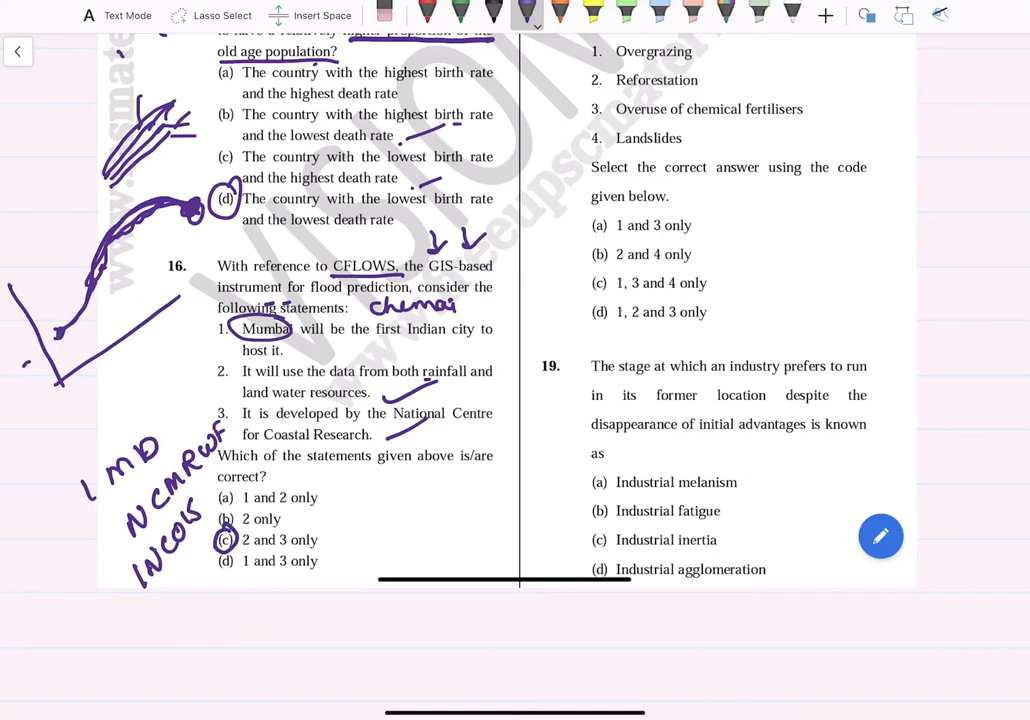 A Text Mode
Lasso Select
Insert Space
to have a relatively higher proportion of the
old age population?
(a) The country with the highest birth rate
and the highest death rate
(b) The country with the highest birth rate
and the lowest death rate
(c) The country with the lowest birth rate
and the highest death rate
(d) The country with the lowest birth rate
and the lowest death rate
16. With reference to CFLOWS, the GIS-based
instrument for flood prediction, consider the
following statements:
chennai
1. Mumbai will be the first Indian city to
host it.
2. It will use the data from both rainfall and
land water resources.
3. It is developed by the National Centre
for Coastal Research.
Which of the statements given above is/are
correct?
(a) 1 and 2 only
(b) 2 only
(c) 2 and 3 only
(d) 1 and 3 only
IMD
NCMRWF
INCOIS
1. Overgrazing
2. Reforestation
3. Overuse of chemical fertilisers
4. Landslides
Select the correct answer using the code
given below.
(a) 1 and 3 only
(b) 2 and 4 only
(c) 1, 3 and 4 only
(d) 1, 2 and 3 only
19. The stage at which an industry prefers to run
in its former location despite the
disappearance of initial advantages is known
as
(a) Industrial melanism
(b) Industrial fatigue
(c) Industrial inertia
(d) Industrial agglomeration
VISION